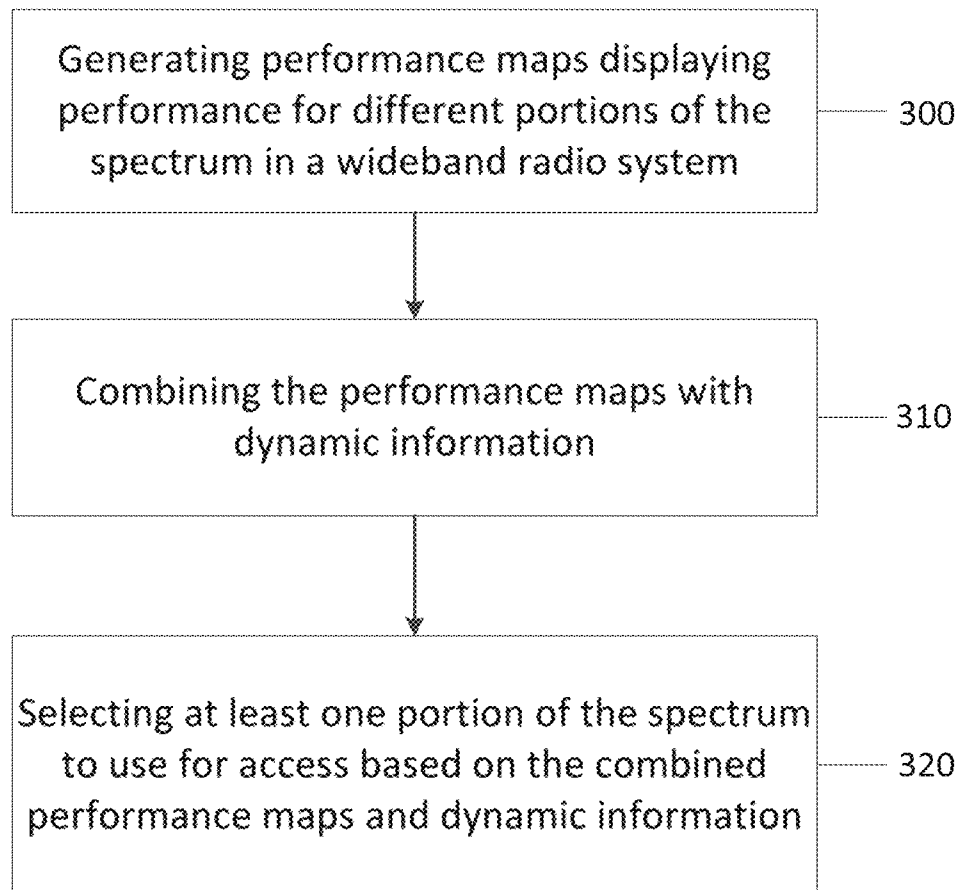 Generating performance maps displaying
performance for different portions of the
spectrum in a wideband radio system
300
Combining the performance maps with
dynamic information
310
Selecting at least one portion of the spectrum
to use for access based on the combined
performance maps and dynamic information
320